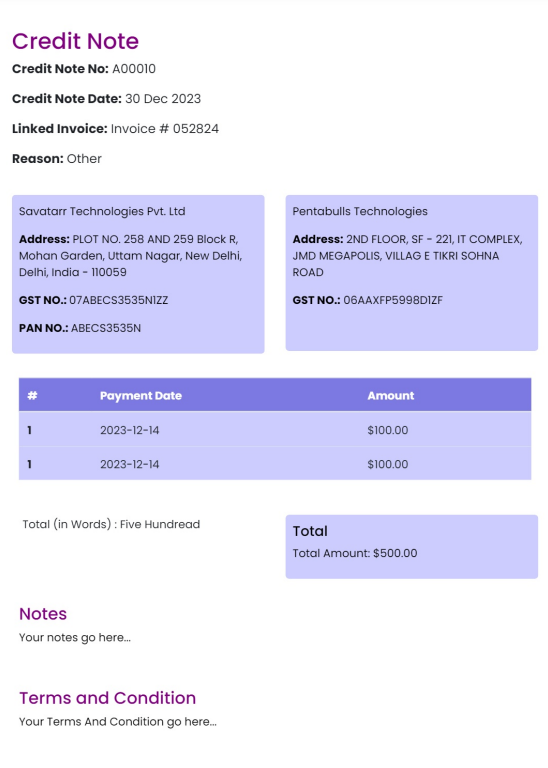 Credit Note
Credit Note No: A00010
Credit Note Date: 30 Dec 2023
Linked Invoice: Invoice # 052824
Reason: Other
Savatarr Technologies Pvt. Ltd
Address: PLOT NO. 258 AND 259 Block R,
Mohan Garden, Uttam Nagar, New Delhi,
Delhi, India - 110059
GST NO.: 07ABECS3535N1ZZ
PAN NO.: ABECS3535N
Pentabulls Technologies
Address: 2ND FLOOR, SF - 221, IT COMPLEX,
JMD MEGAPOLIS, VILLAG E TIKRI SOHNA
ROAD
GST NO.: 06AAXFP5998D1ZF
# Payment Date Amount
1 2023-12-14 $100.00
1 2023-12-14 $100.00
Total (in Words) : Five Hundread
Total
Total Amount: $500.00
Notes
Your notes go here...
Terms and Condition
Your Terms And Condition go here...